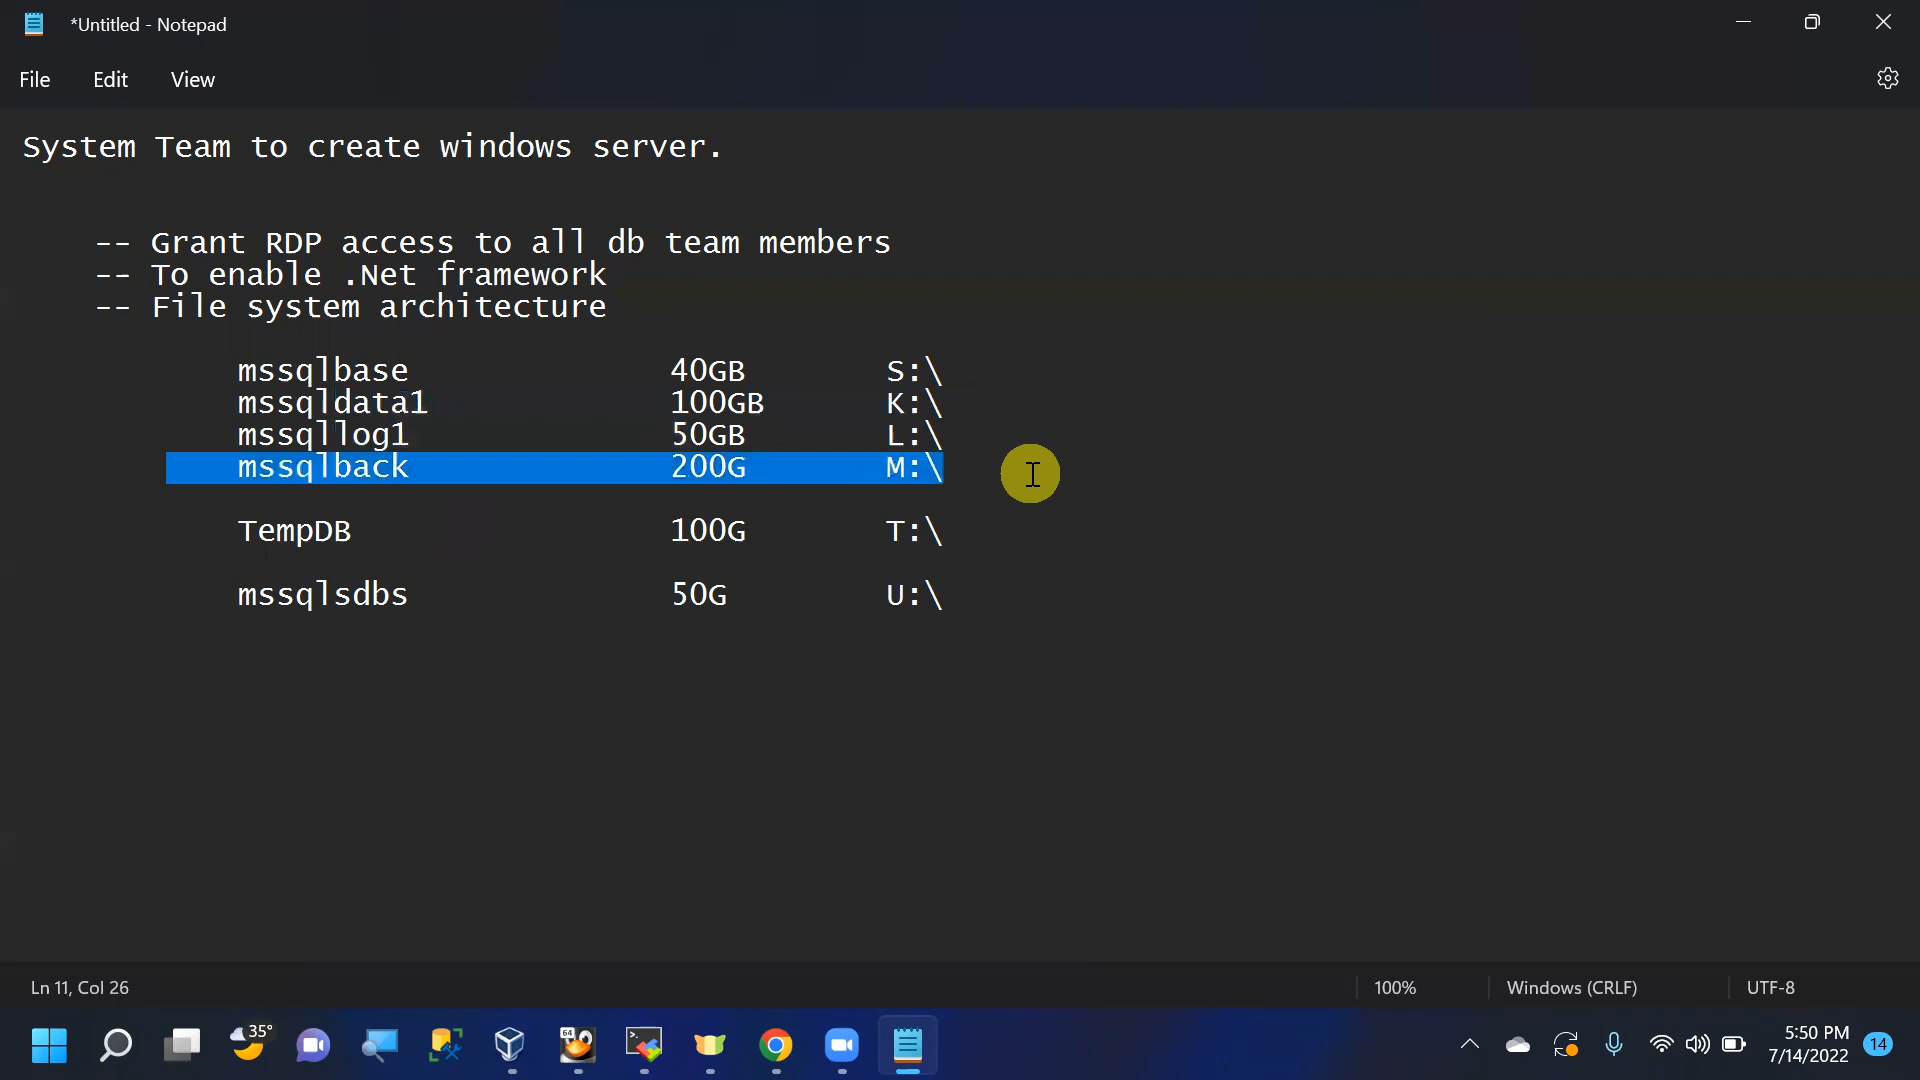 *Untitled - Notepad
File Edit View
System Team to create windows server.
-- Grant RDP access to all db team members
-- To enable .Net framework
-- File system architecture
mssqlbase 40GB S:\
mssqldata1 100GB K:\
mssqllog1 50GB L:\
mssqlback 200G M:\
TempDB 100G T:\
mssqlsdbs 50G U:\
Ln 11, Col 26 100% Windows (CRLF) UTF-8
35° 64 5:50 PM 14
7/14/2022